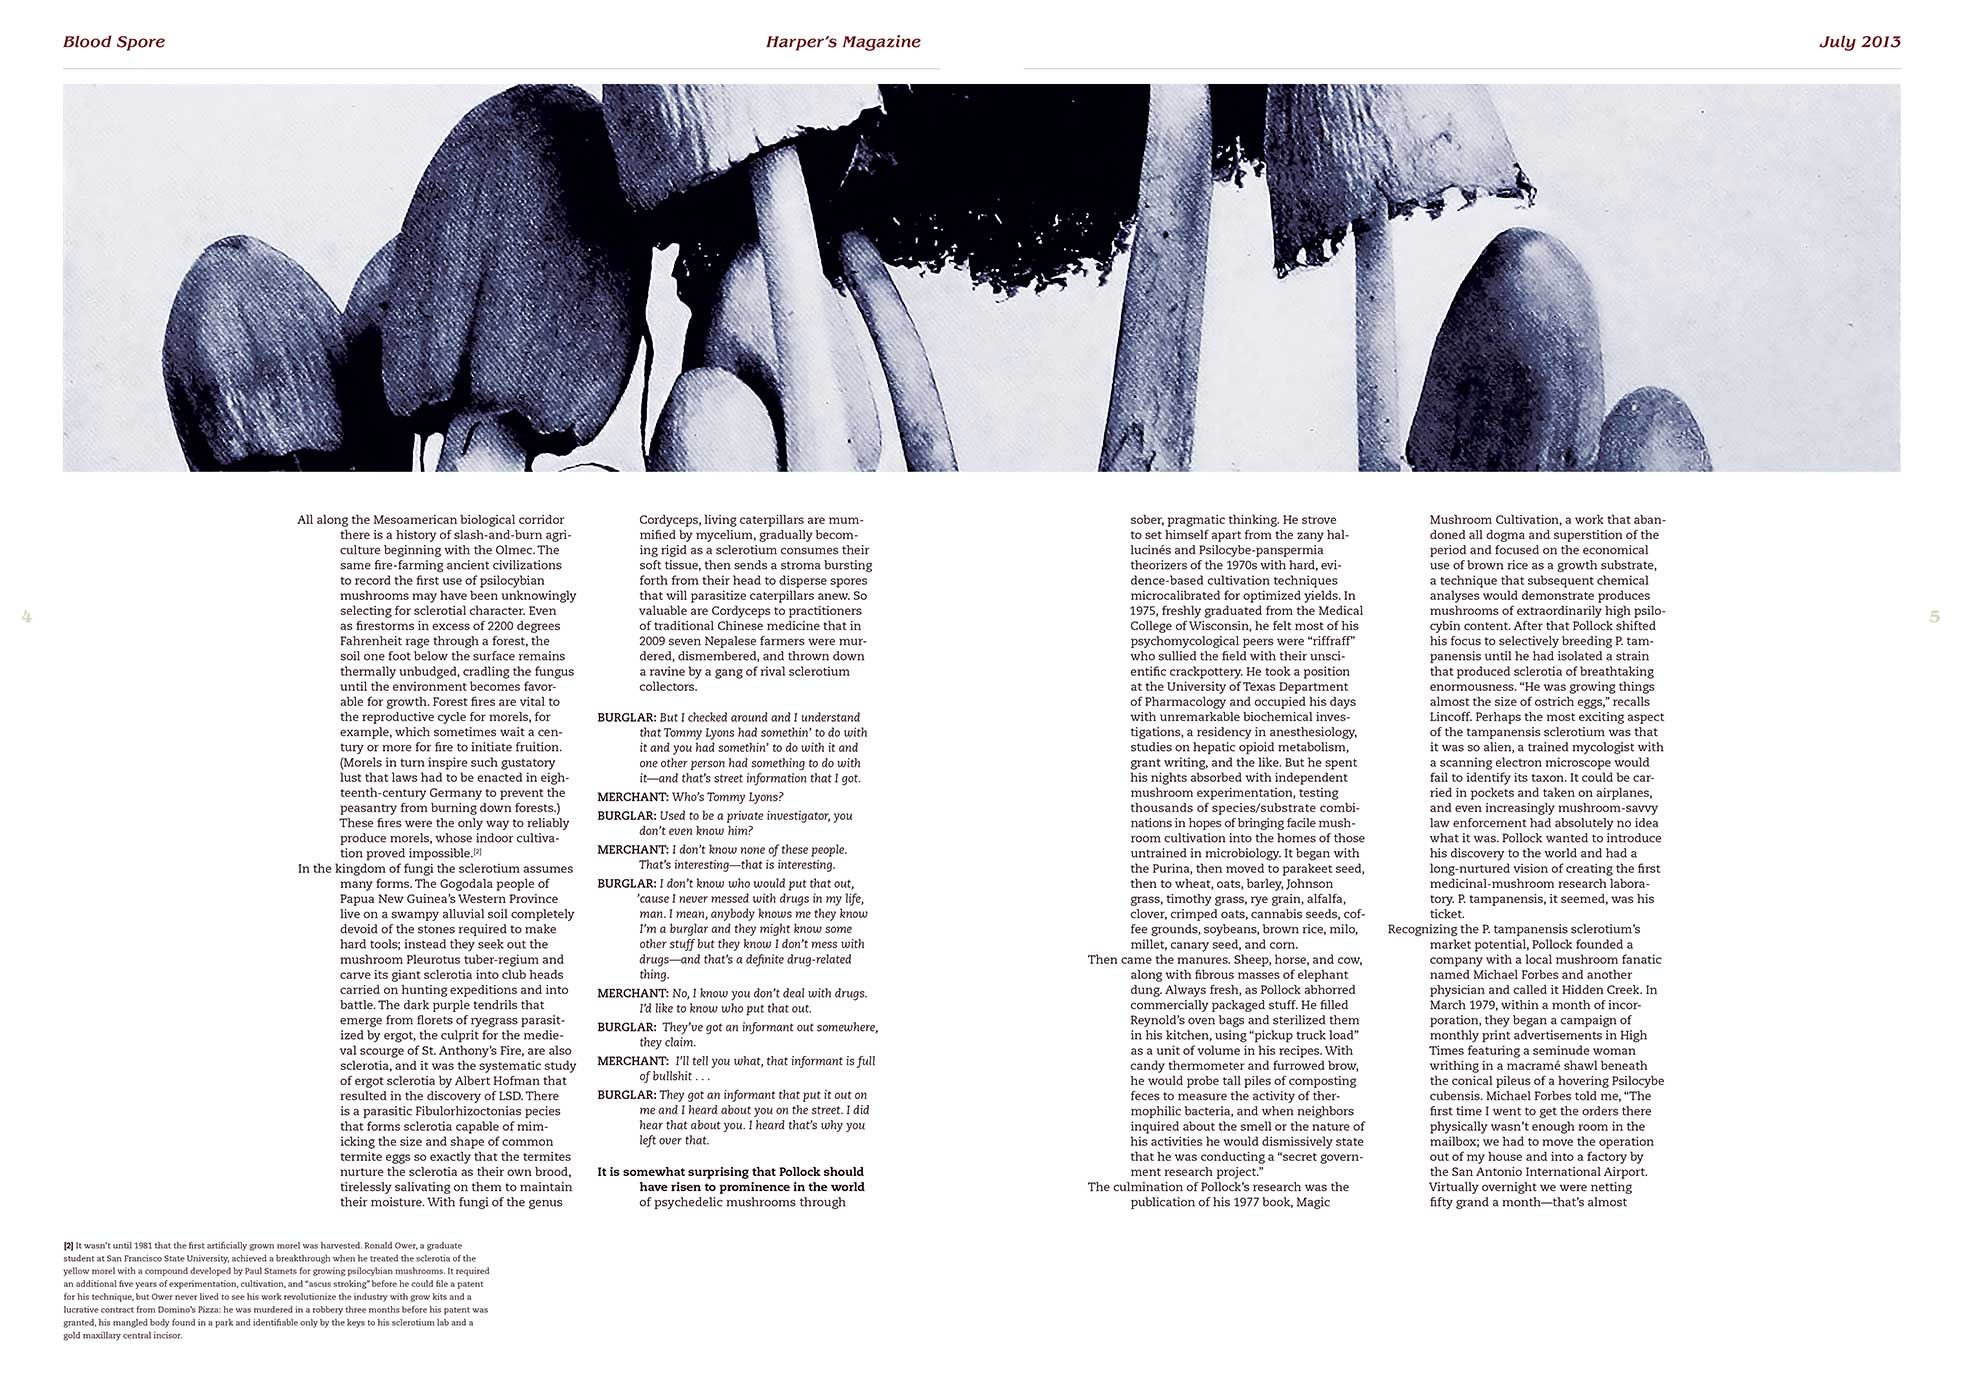 Blood Spore
Harper's Magazine
July 2013
4
5
All along the Mesoamerican biological corridor
there is a history of slash-and-burn agri-
culture beginning with the Olmec. The
same fire-farming ancient civilizations
to record the first use of psilocybian
mushrooms may have been unknowingly
selecting for sclerotial character. Even
as firestorms in excess of 2200 degrees
Fahrenheit rage through a forest, the
soil one foot below the surface remains
thermally unbudged, cradling the fungus
until the environment becomes favor-
able for growth. Forest fires are vital to
the reproductive cycle for morels, for
example, which sometimes wait a cen-
tury or more for fire to initiate fruition.
(Morels in turn inspire such gustatory
lust that laws had to be enacted in eigh-
teenth-century Germany to prevent the
peasantry from burning down forests.)
These fires were the only way to reliably
produce morels, whose indoor cultiva-
tion proved impossible.[2]
In the kingdom of fungi the sclerotium assumes
many forms. The Gogodala people of
Papua New Guinea's Western Province
live on a swampy alluvial soil completely
devoid of the stones required to make
hard tools; instead they seek out the
mushroom Pleurotus tuber-regium and
carve its giant sclerotia into club heads
carried on hunting expeditions and into
battle. The dark purple tendrils that
emerge from florets of ryegrass parasit-
ized by ergot, the culprit for the medie-
val scourge of St. Anthony's Fire, are also
sclerotia, and it was the systematic study
of ergot sclerotia by Albert Hofman that
resulted in the discovery of LSD. There
is a parasitic Fibulorhizoctonias pecies
that forms sclerotia capable of mim-
icking the size and shape of common
termite eggs so exactly that the termites
nurture the sclerotia as their own brood,
tirelessly salivating on them to maintain
their moisture. With fungi of the genus
Cordyceps, living caterpillars are mum-
mified by mycelium, gradually becom-
ing rigid as a sclerotium consumes their
soft tissue, then sends a stroma bursting
forth from their head to disperse spores
that will parasitize caterpillars anew. So
valuable are Cordyceps to practitioners
of traditional Chinese medicine that in
2009 seven Nepalese farmers were mur-
dered, dismembered, and thrown down
a ravine by a gang of rival sclerotium
collectors.
BURGLAR: But I checked around and I understand
that Tommy Lyons had somethin' to do with
it and you had somethin' to do with it and
one other person had something to do with
it—and that's street information that I got.
MERCHANT: Who's Tommy Lyons?
BURGLAR: Used to be a private investigator, you
don't even know him?
MERCHANT: I don't know none of these people.
That's interesting—that is interesting.
BURGLAR: I don't know who would put that out,
'cause I never messed with drugs in my life,
man. I mean, anybody knows me they know
I'm a burglar and they might know some
other stuff but they know I don't mess with
drugs—and that's a definite drug-related
thing.
MERCHANT: No, I know you don't deal with drugs.
I'd like to know who put that out.
BURGLAR: They've got an informant out somewhere,
they claim.
MERCHANT: I'll tell you what, that informant is full
of bullshit . . .
BURGLAR: They got an informant that put it out on
me and I heard about you on the street. I did
hear that about you. I heard that's why you
left over that.
It is somewhat surprising that Pollock should
have risen to prominence in the world
of psychedelic mushrooms through
sober, pragmatic thinking. He strove
to set himself apart from the zany hal-
lucinés and Psilocybe-panspermia
theorizers of the 1970s with hard, evi-
dence-based cultivation techniques
microcalibrated for optimized yields. In
1975, freshly graduated from the Medical
College of Wisconsin, he felt most of his
psychomycological peers were "riffraff"
who sullied the field with their unsci-
entific crackpottery. He took a position
at the University of Texas Department
of Pharmacology and occupied his days
with unremarkable biochemical inves-
tigations, a residency in anesthesiology,
studies on hepatic opioid metabolism,
grant writing, and the like. But he spent
his nights absorbed with independent
mushroom experimentation, testing
thousands of species/substrate combi-
nations in hopes of bringing facile mush-
room cultivation into the homes of those
untrained in microbiology. It began with
the Purina, then moved to parakeet seed,
then to wheat, oats, barley, Johnson
grass, timothy grass, rye grain, alfalfa,
clover, crimped oats, cannabis seeds, cof-
fee grounds, soybeans, brown rice, milo,
millet, canary seed, and corn.
Then came the manures. Sheep, horse, and cow,
along with fibrous masses of elephant
dung. Always fresh, as Pollock abhorred
commercially packaged stuff. He filled
Reynold's oven bags and sterilized them
in his kitchen, using "pickup truck load"
as a unit of volume in his recipes. With
candy thermometer and furrowed brow,
he would probe tall piles of composting
feces to measure the activity of ther-
mophilic bacteria, and when neighbors
inquired about the smell or the nature of
his activities he would dismissively state
that he was conducting a "secret govern-
ment research project."
The culmination of Pollock's research was the
publication of his 1977 book, Magic
Mushroom Cultivation, a work that aban-
doned all dogma and superstition of the
period and focused on the economical
use of brown rice as a growth substrate,
a technique that subsequent chemical
analyses would demonstrate produces
mushrooms of extraordinarily high psilo-
cybin content. After that Pollock shifted
his focus to selectively breeding P. tam-
panensis until he had isolated a strain
that produced sclerotia of breathtaking
enormousness. "He was growing things
almost the size of ostrich eggs," recalls
Lincoff. Perhaps the most exciting aspect
of the tampanensis sclerotium was that
it was so alien, a trained mycologist with
a scanning electron microscope would
fail to identify its taxon. It could be car-
ried in pockets and taken on airplanes,
and even increasingly mushroom-savvy
law enforcement had absolutely no idea
what it was. Pollock wanted to introduce
his discovery to the world and had a
long-nurtured vision of creating the first
medicinal-mushroom research labora-
tory. P. tampanensis, it seemed, was his
ticket.
Recognizing the P. tampanensis sclerotium's
market potential, Pollock founded a
company with a local mushroom fanatic
named Michael Forbes and another
physician and called it Hidden Creek. In
March 1979, within a month of incor-
poration, they began a campaign of
monthly print advertisements in High
Times featuring a seminude woman
writhing in a macramé shawl beneath
the conical pileus of a hovering Psilocybe
cubensis. Michael Forbes told me, "The
first time I went to get the orders there
physically wasn't enough room in the
mailbox; we had to move the operation
out of my house and into a factory by
the San Antonio International Airport.
Virtually overnight we were netting
fifty grand a month—that's almost
[2] It wasn't until 1981 that the first artificially grown morel was harvested. Ronald Ower, a graduate
student at San Francisco State University, achieved a breakthrough when he treated the sclerotia of the
yellow morel with a compound developed by Paul Stamets for growing psilocybian mushrooms. It required
an additional five years of experimentation, cultivation, and "ascus stroking" before he could file a patent
for his technique, but Ower never lived to see his work revolutionize the industry with grow kits and a
lucrative contract from Domino's Pizza: he was murdered in a robbery three months before his patent was
granted, his mangled body found in a park and identifiable only by the keys to his sclerotium lab and a
gold maxillary central incisor.